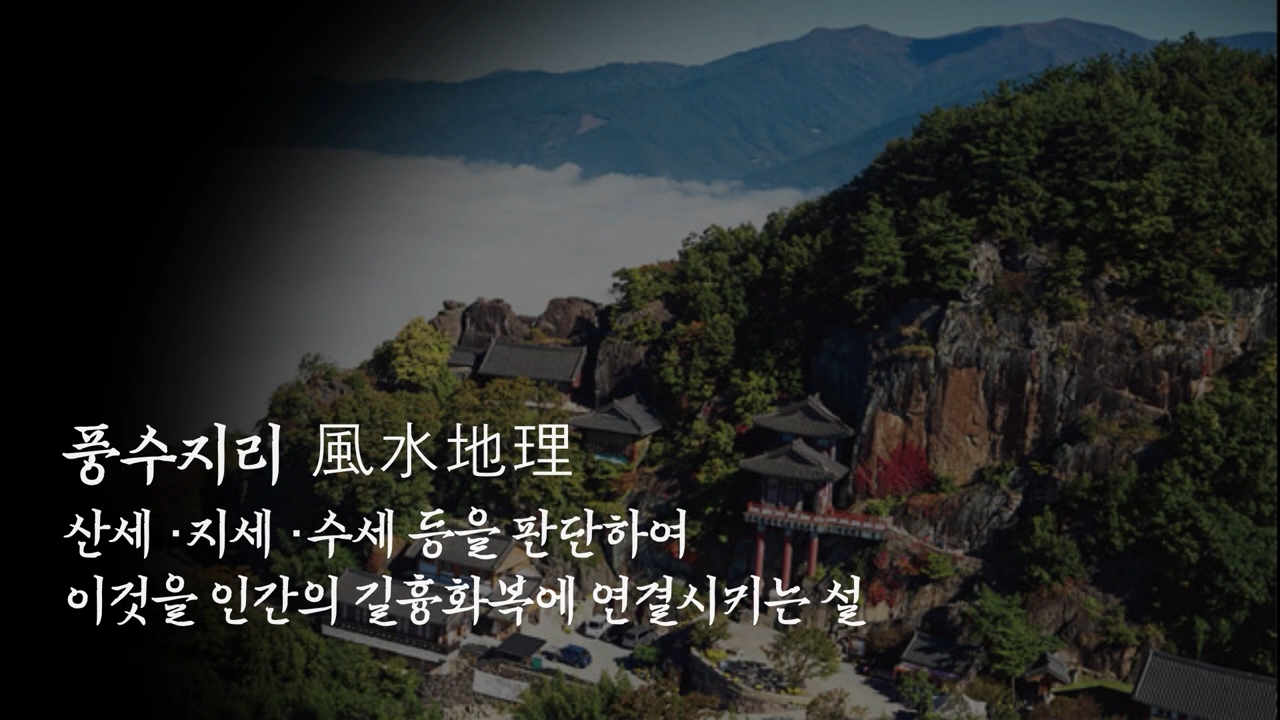 풍수지리 風水地理
산세 ·지세 ·수세 등을 판단하여
이것을 인간의 길흉화복에 연결시키는 설